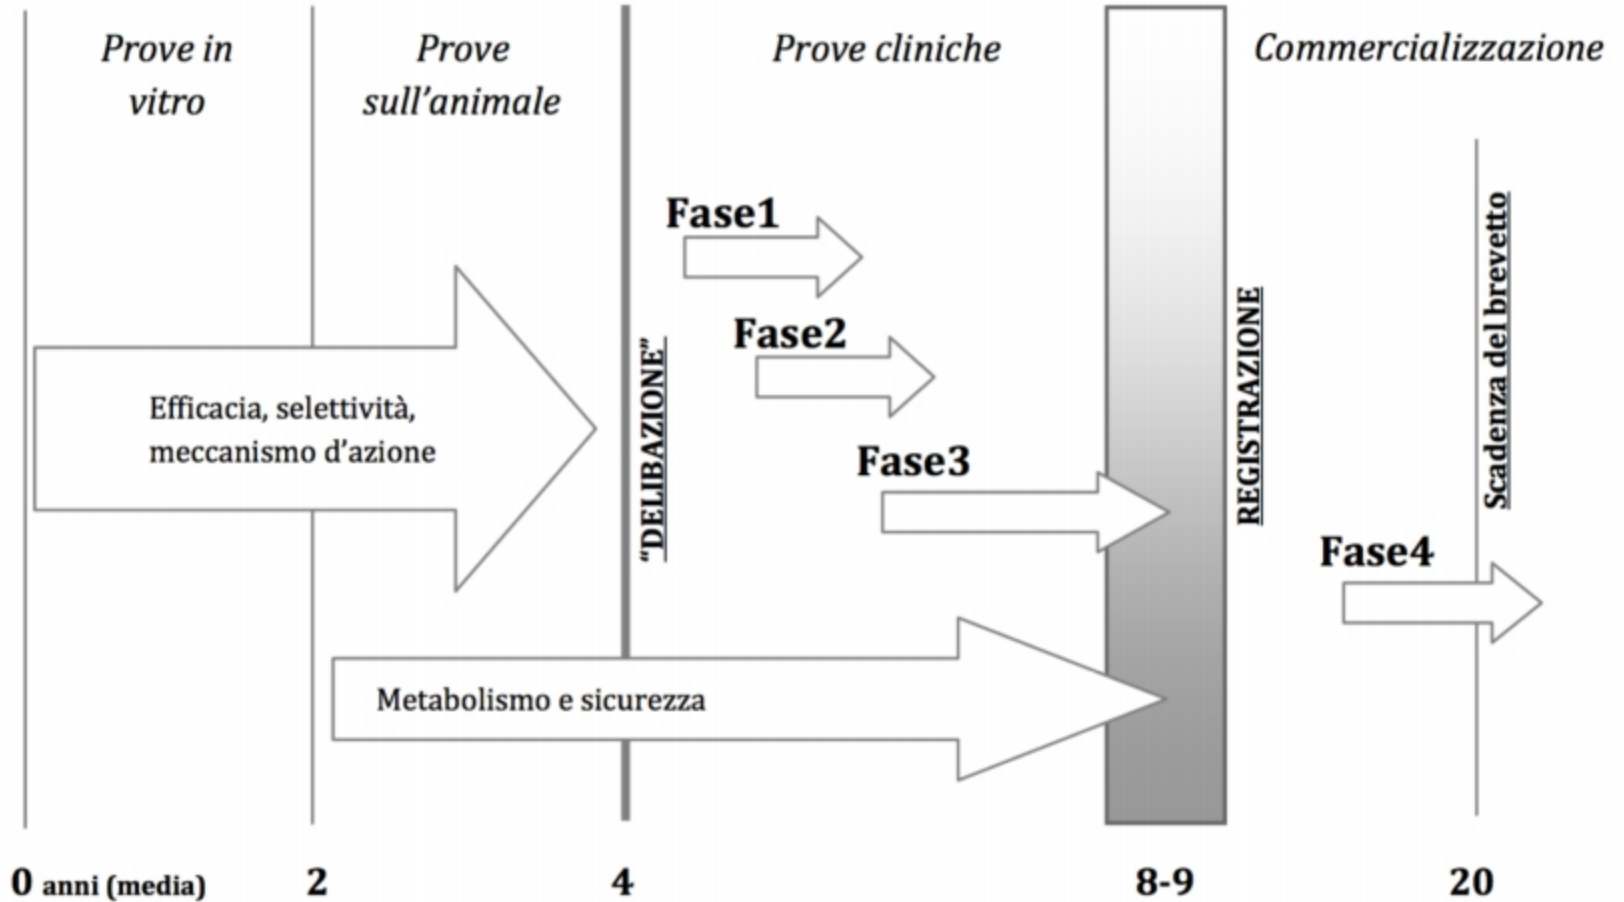 Prove in
vitro
Prove
sull'animale
Prove cliniche
Commercializzazione
Fase1
Fase2
Fase3
Fase4
Efficacia, selettività,
meccanismo d'azione
Metabolismo e sicurezza
"DELIBAZIONE"
REGISTRAZIONE
Scadenza del brevetto
0 anni (media)
2
4
8-9
20